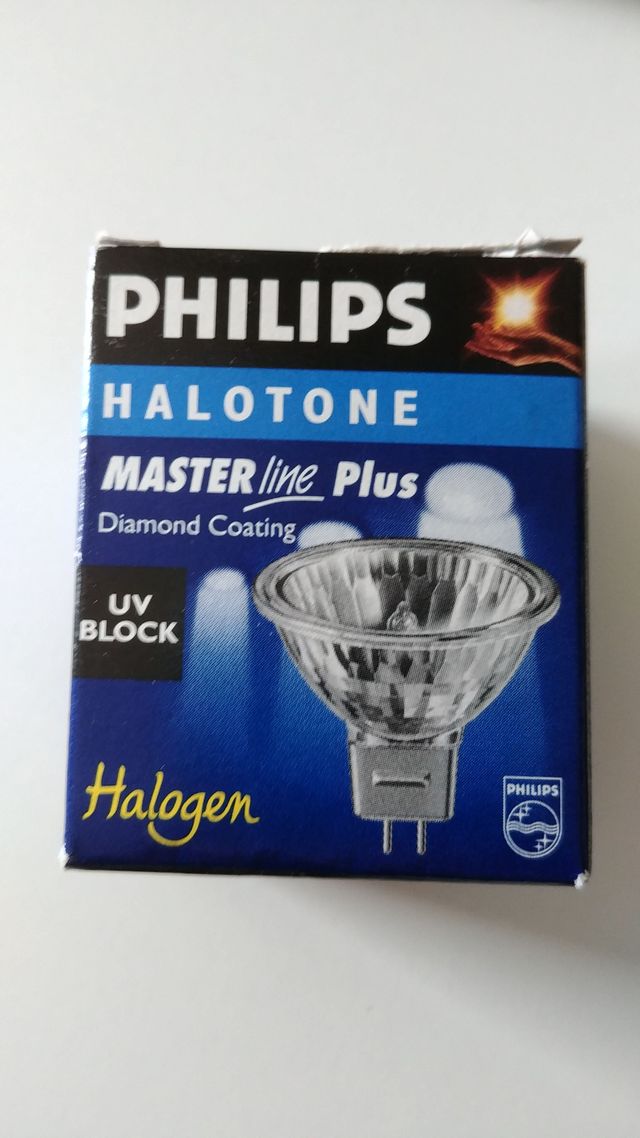 PHILIPS
HALOTONE
MASTER line Plus
Diamond Coating
UV
BLOCK
Halogen
PHILIPS